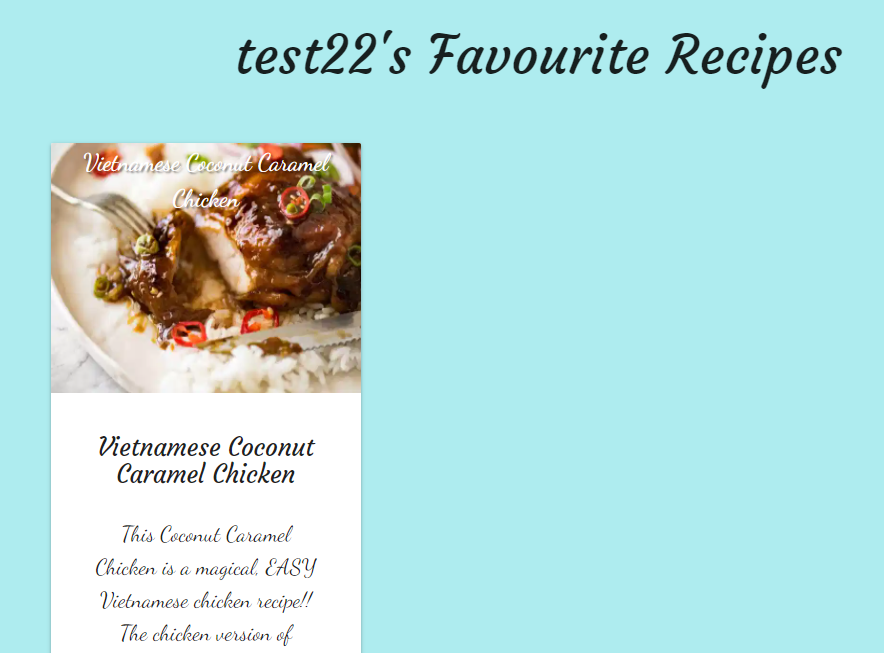 test22's Favourite Recipes
Vietnamese Coconut Caramel
Chicken
Vietnamese Coconut
Caramel Chicken
This Coconut Caramel
Chicken is a magical, EASY
Vietnamese chicken recipe!!
The chicken version of